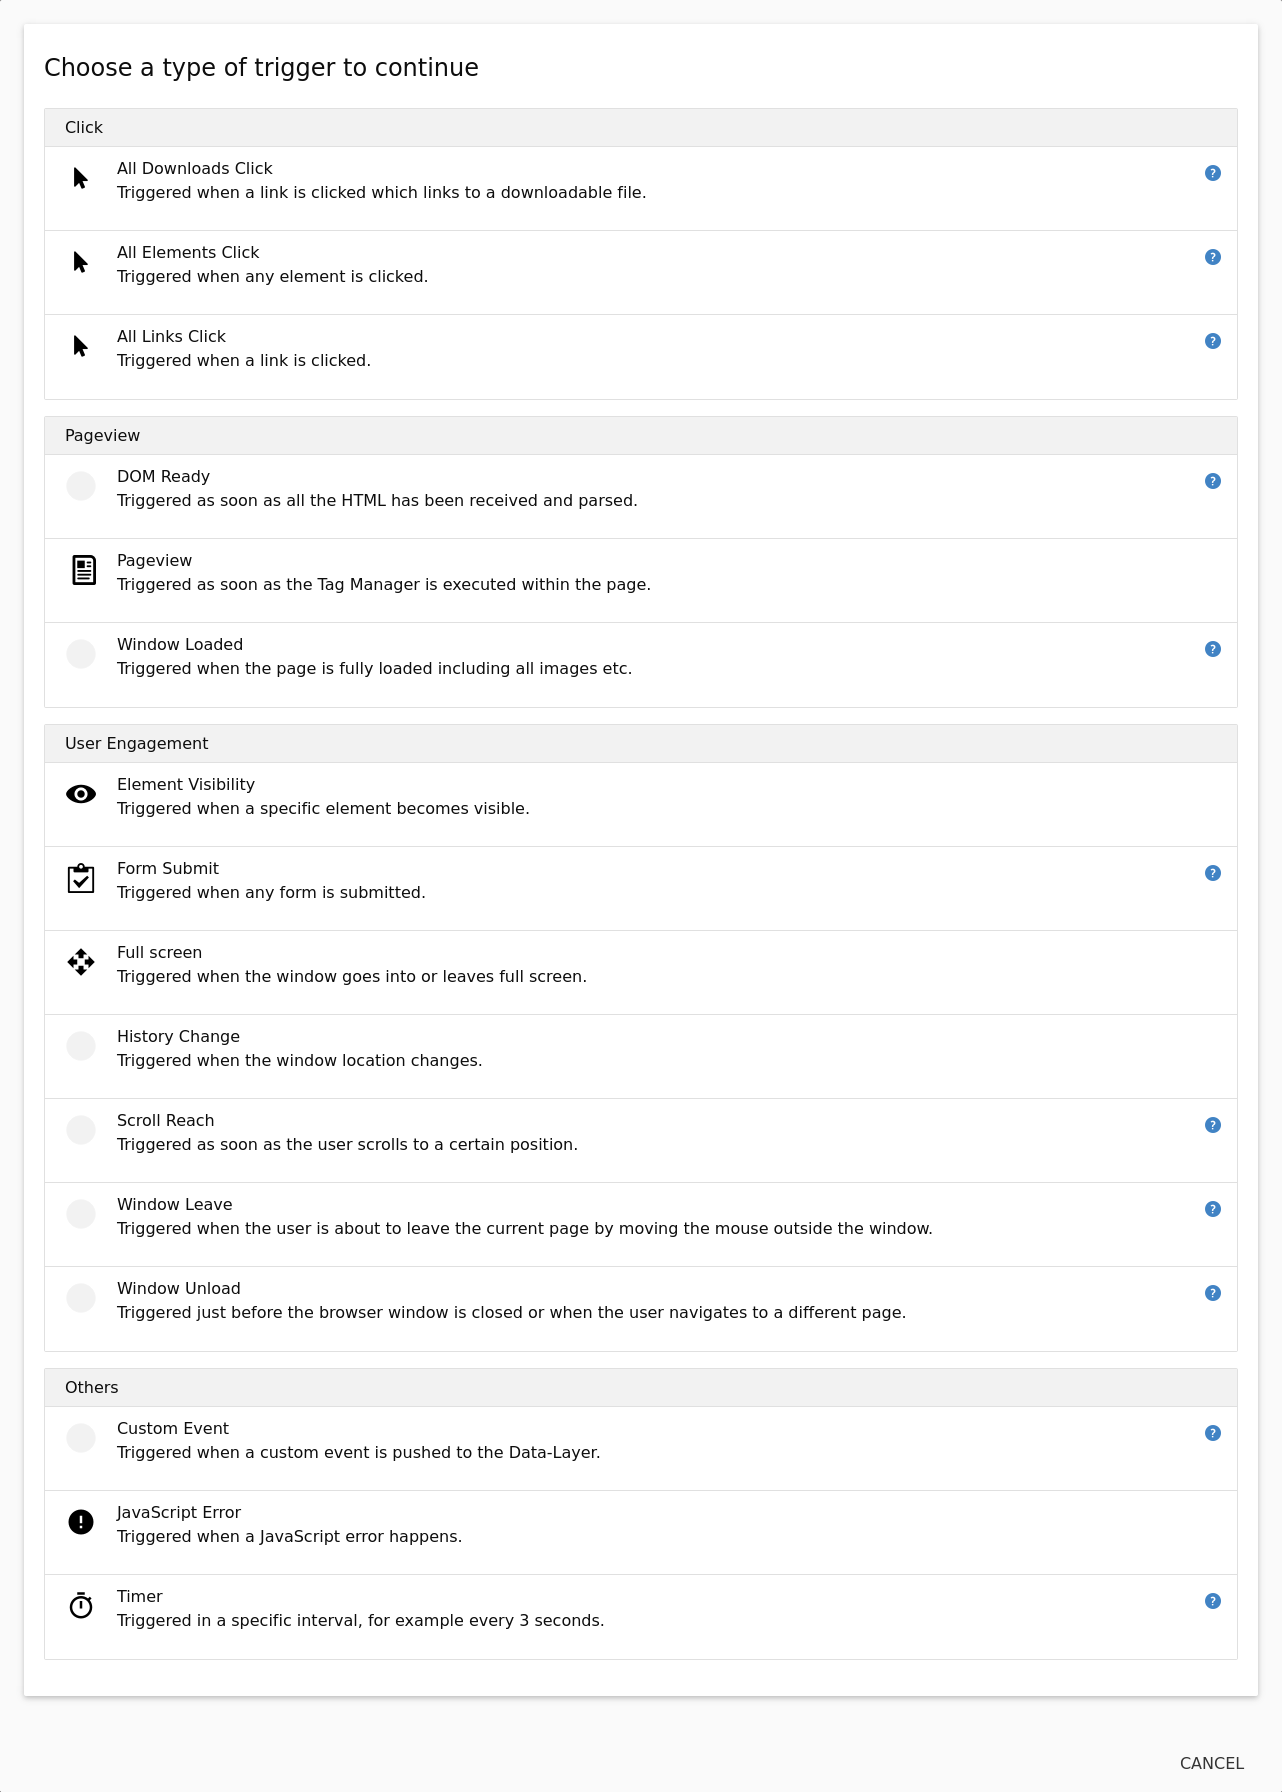 Choose a type of trigger to continue
Click
All Downloads Click
Triggered when a link is clicked which links to a downloadable file.
?
All Elements Click
Triggered when any element is clicked.
?
All Links Click
Triggered when a link is clicked.
?
Pageview
DOM Ready
Triggered as soon as all the HTML has been received and parsed.
?
Pageview
Triggered as soon as the Tag Manager is executed within the page.
Window Loaded
Triggered when the page is fully loaded including all images etc.
?
User Engagement
Element Visibility
Triggered when a specific element becomes visible.
Form Submit
Triggered when any form is submitted.
?
Full screen
Triggered when the window goes into or leaves full screen.
History Change
Triggered when the window location changes.
Scroll Reach
Triggered as soon as the user scrolls to a certain position.
?
Window Leave
Triggered when the user is about to leave the current page by moving the mouse outside the window.
?
Window Unload
Triggered just before the browser window is closed or when the user navigates to a different page.
?
Others
Custom Event
Triggered when a custom event is pushed to the Data-Layer.
?
JavaScript Error
Triggered when a JavaScript error happens.
Timer
Triggered in a specific interval, for example every 3 seconds.
?
CANCEL